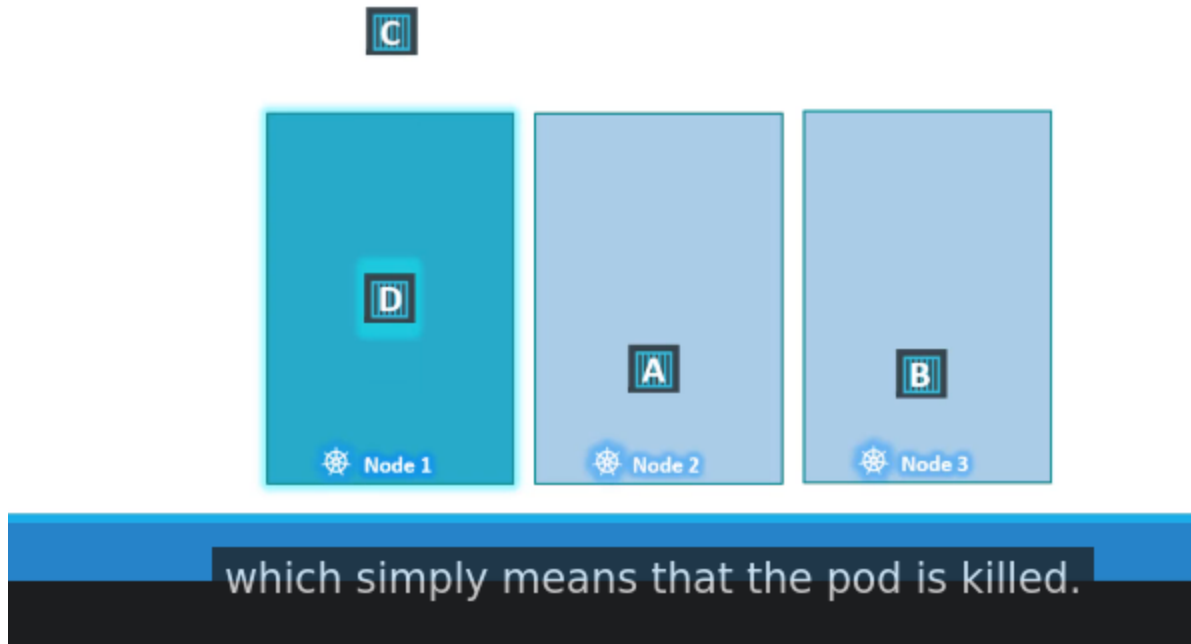 C
D
A
B
Node 1
Node 2
Node 3
which simply means that the pod is killed.